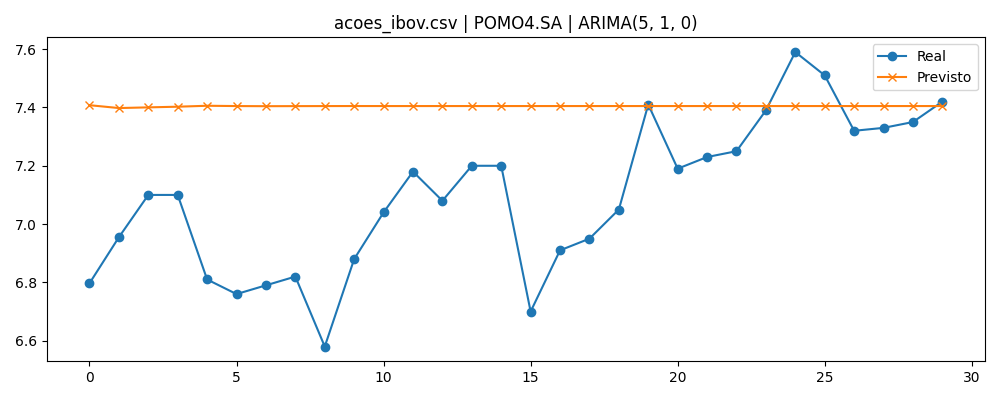 acoes_ibov.csv | POMO4.SA | ARIMA(5, 1, 0)
Real
Previsto
7.6
7.4
7.2
7.0
6.8
6.6
0 5 10 15 20 25 30